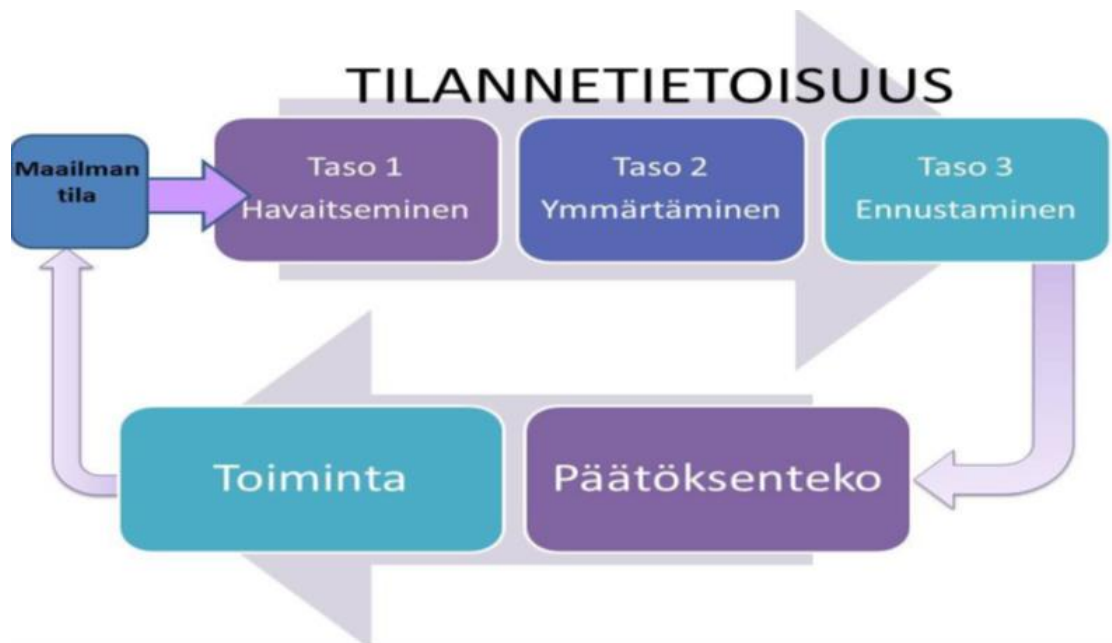 TILANNETIETOISUUS
Maailman
tila
Taso 1
Havaitseminen
Taso 2
Ymmärtäminen
Taso 3
Ennustaminen
Päätöksenteko
Toiminta